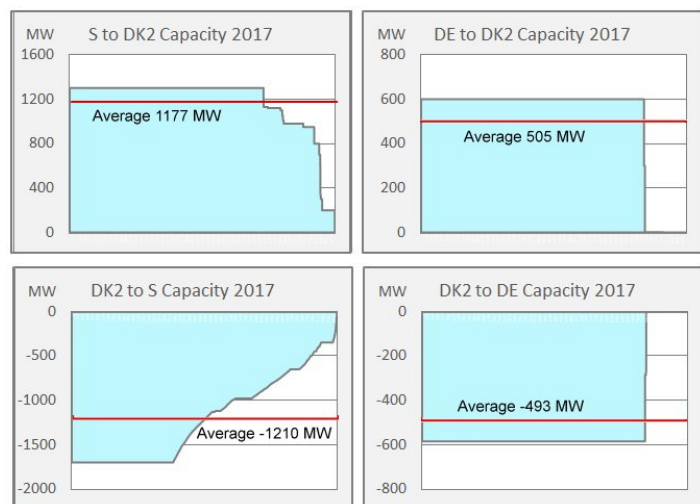 MW
S to DK2 Capacity 2017
1600
1200
Average 1177 MW
800
400
0
MW
DE to DK2 Capacity 2017
800
600
Average 505 MW
400
200
0
MW
DK2 to S Capacity 2017
0
-500
-1000
Average -1210 MW
-1500
-2000
MW
DK2 to DE Capacity 2017
0
-200
-400
Average -493 MW
-600
-800